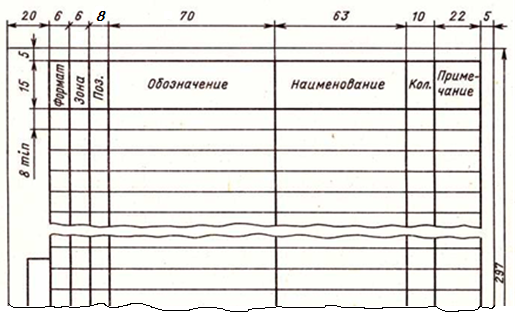 20 6 6 8 70 63 10 22 5
5
15
Формат
Зона
Поз.
Обозначение
Наименование
Кол.
Приме-
чание
8 min
297